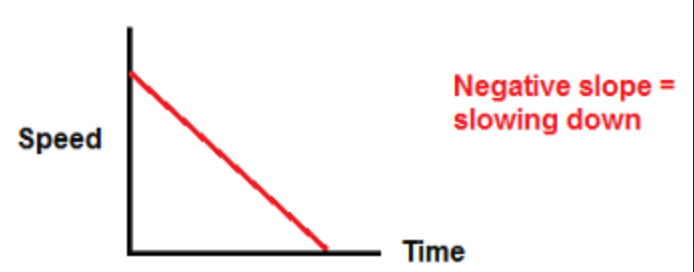 Negative slope =
slowing down
Speed
Time